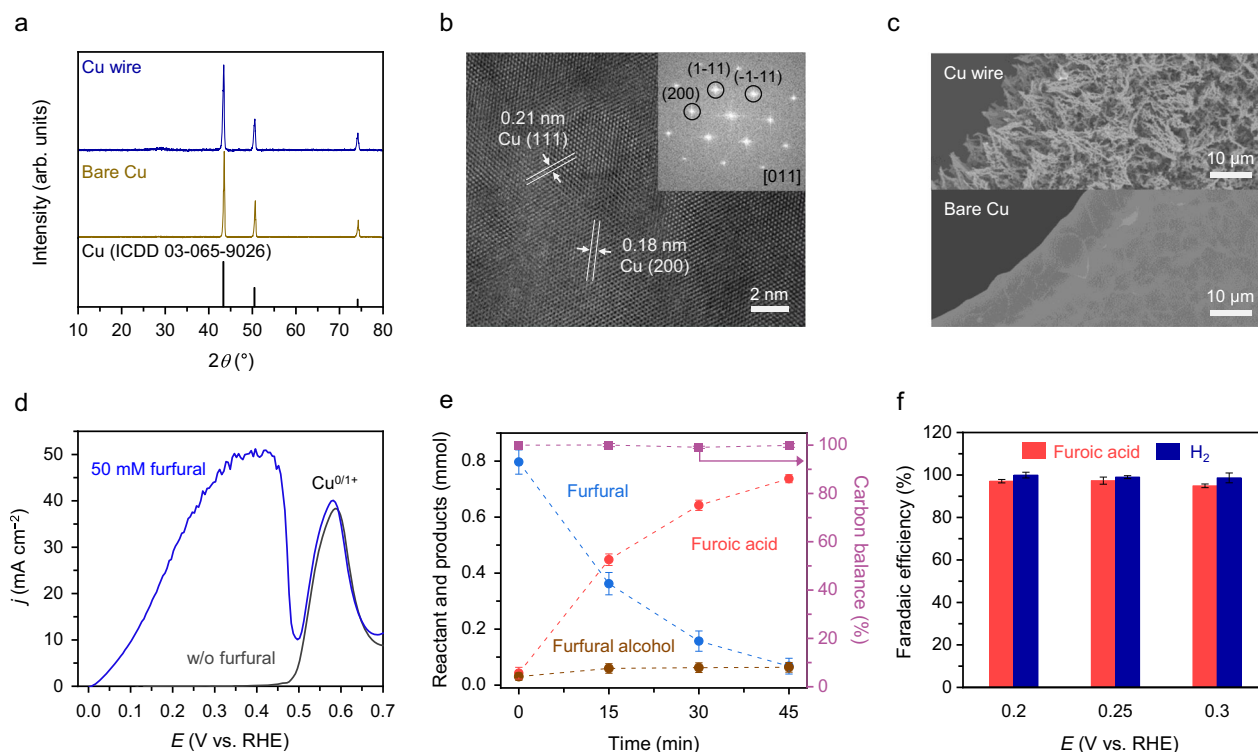 a
Cu wire
Bare Cu
Cu (ICDD 03-065-9026)
Intensity (arb. units)
10 20 30 40 50 60 70 80
2θ (°)
b
(1-11)
(-1-11)
(200)
0.21 nm
Cu (111)
[011]
0.18 nm
Cu (200)
2 nm
c
Cu wire
10 µm
Bare Cu
10 µm
d
50 mM furfural
Cu0/1+
w/o furfural
j (mA cm−2)
50
40
30
20
10
0
0.0 0.1 0.2 0.3 0.4 0.5 0.6 0.7
E (V vs. RHE)
e
Furfural
Furoic acid
Furfural alcohol
Reactant and products (mmol)
0.8
0.6
0.4
0.2
0.0
100
80
60
40
20
0
Carbon balance (%)
0 15 30 45
Time (min)
f
Furoic acid
H2
Faradaic efficiency (%)
120
100
80
60
40
20
0
0.2 0.25 0.3
E (V vs. RHE)